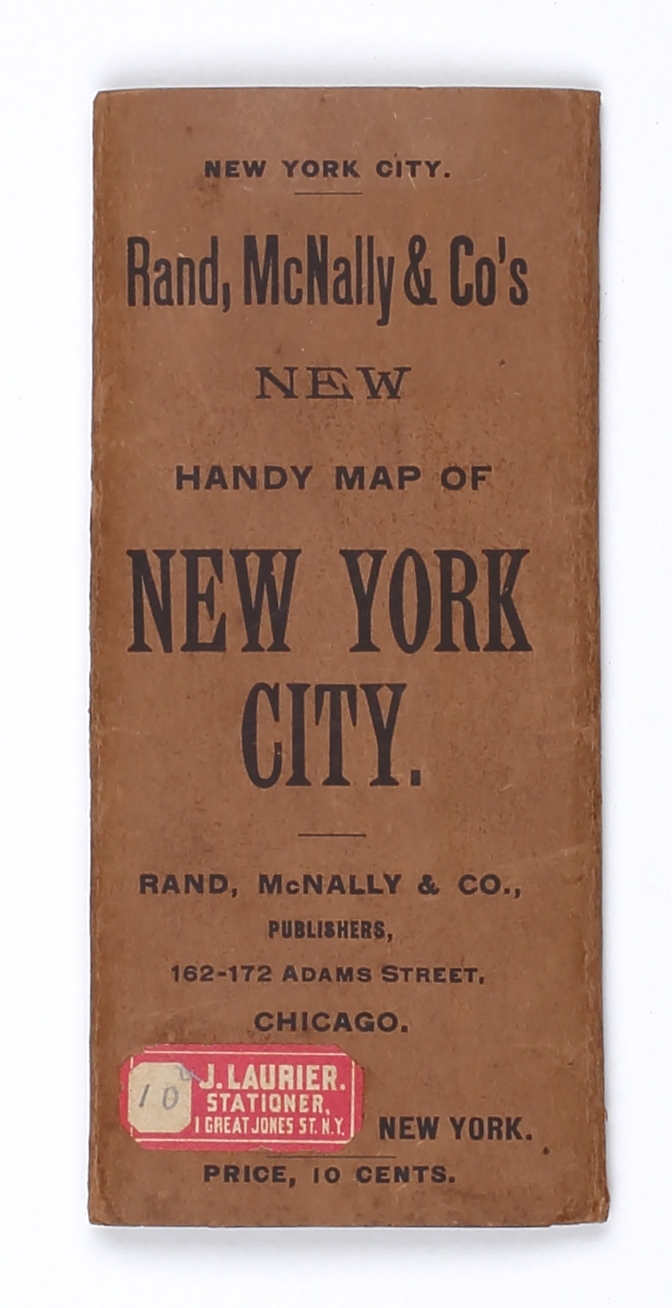 NEW YORK CITY.
Rand, McNally & Co's
NEW
HANDY MAP OF
NEW YORK
CITY.
RAND, McNALLY & CO.,
PUBLISHERS,
162-172 ADAMS STREET,
CHICAGO.
10
J. LAURIER.
STATIONER,
1 GREAT JONES ST. N.Y.
NEW YORK.
PRICE, 10 CENTS.